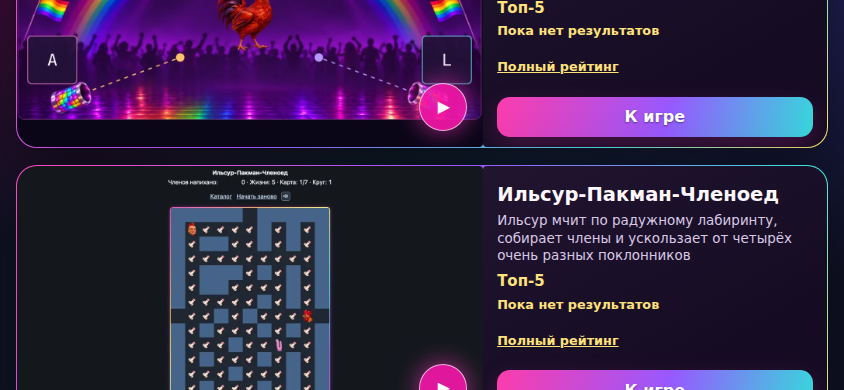 A
L
Топ-5
Пока нет результатов
Полный рейтинг
К игре
Ильсур-Пакман-Членоед
Членов напихано: 0 · Жизни: 5 · Карта: 1/7 · Круг: 1
Каталог Начать заново
Ильсур-Пакман-Членоед
Ильсур мчит по радужному лабиринту,
собирает члены и ускользает от четырёх
очень разных поклонников
Топ-5
Пока нет результатов
Полный рейтинг
К игре